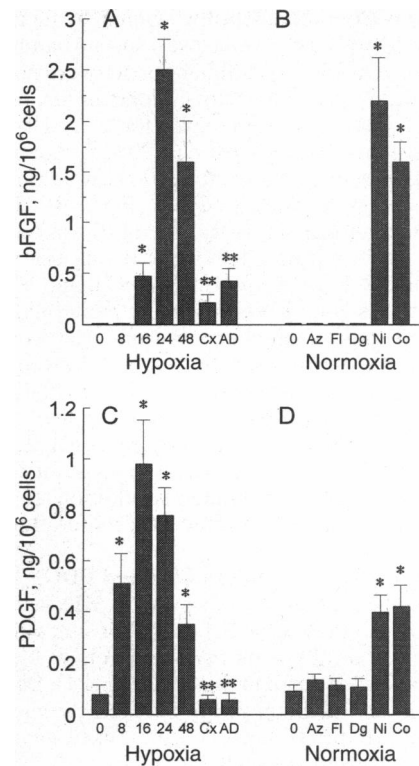 A
B
*
*
*
*
*
*
**
**
bFGF, ng/10⁶ cells
3
2.5
2
1.5
1
0.5
0
0 8 16 24 48 Cx AD
0 Az Fl Dg Ni Co
Hypoxia
Normoxia
C
D
*
*
*
*
*
*
**
**
PDGF, ng/10⁶ cells
1.2
1
0.8
0.6
0.4
0.2
0
0 8 16 24 48 Cx AD
0 Az Fl Dg Ni Co
Hypoxia
Normoxia